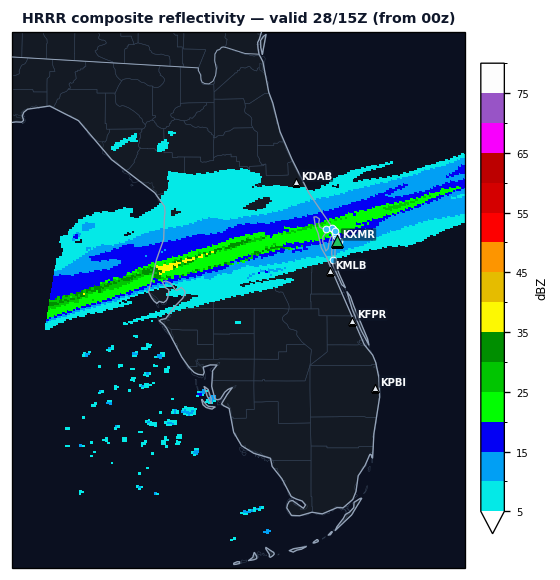 HRRR composite reflectivity — valid 28/15Z (from 00z)
KDAB
KXMR
KMLB
KFPR
KPBI
75
65
55
45
35
25
15
5
dBZ